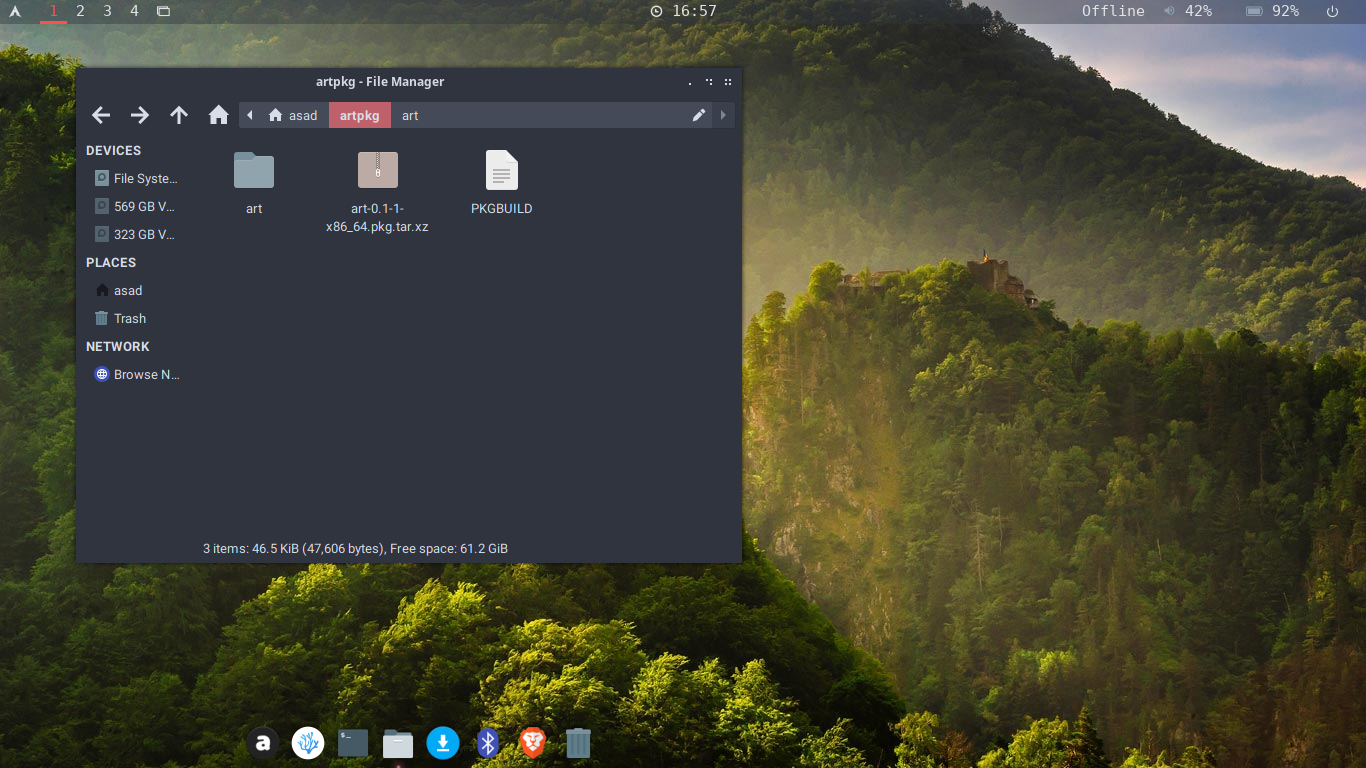 1 2 3 4
16:57
Offline 42% 92%
artpkg - File Manager
asad artpkg art
DEVICES
File Syste...
569 GB V...
323 GB V...
PLACES
asad
Trash
NETWORK
Browse N...
art
art-0.1-1-
x86_64.pkg.tar.xz
PKGBUILD
3 items: 46.5 KiB (47,606 bytes), Free space: 61.2 GiB
$_
a